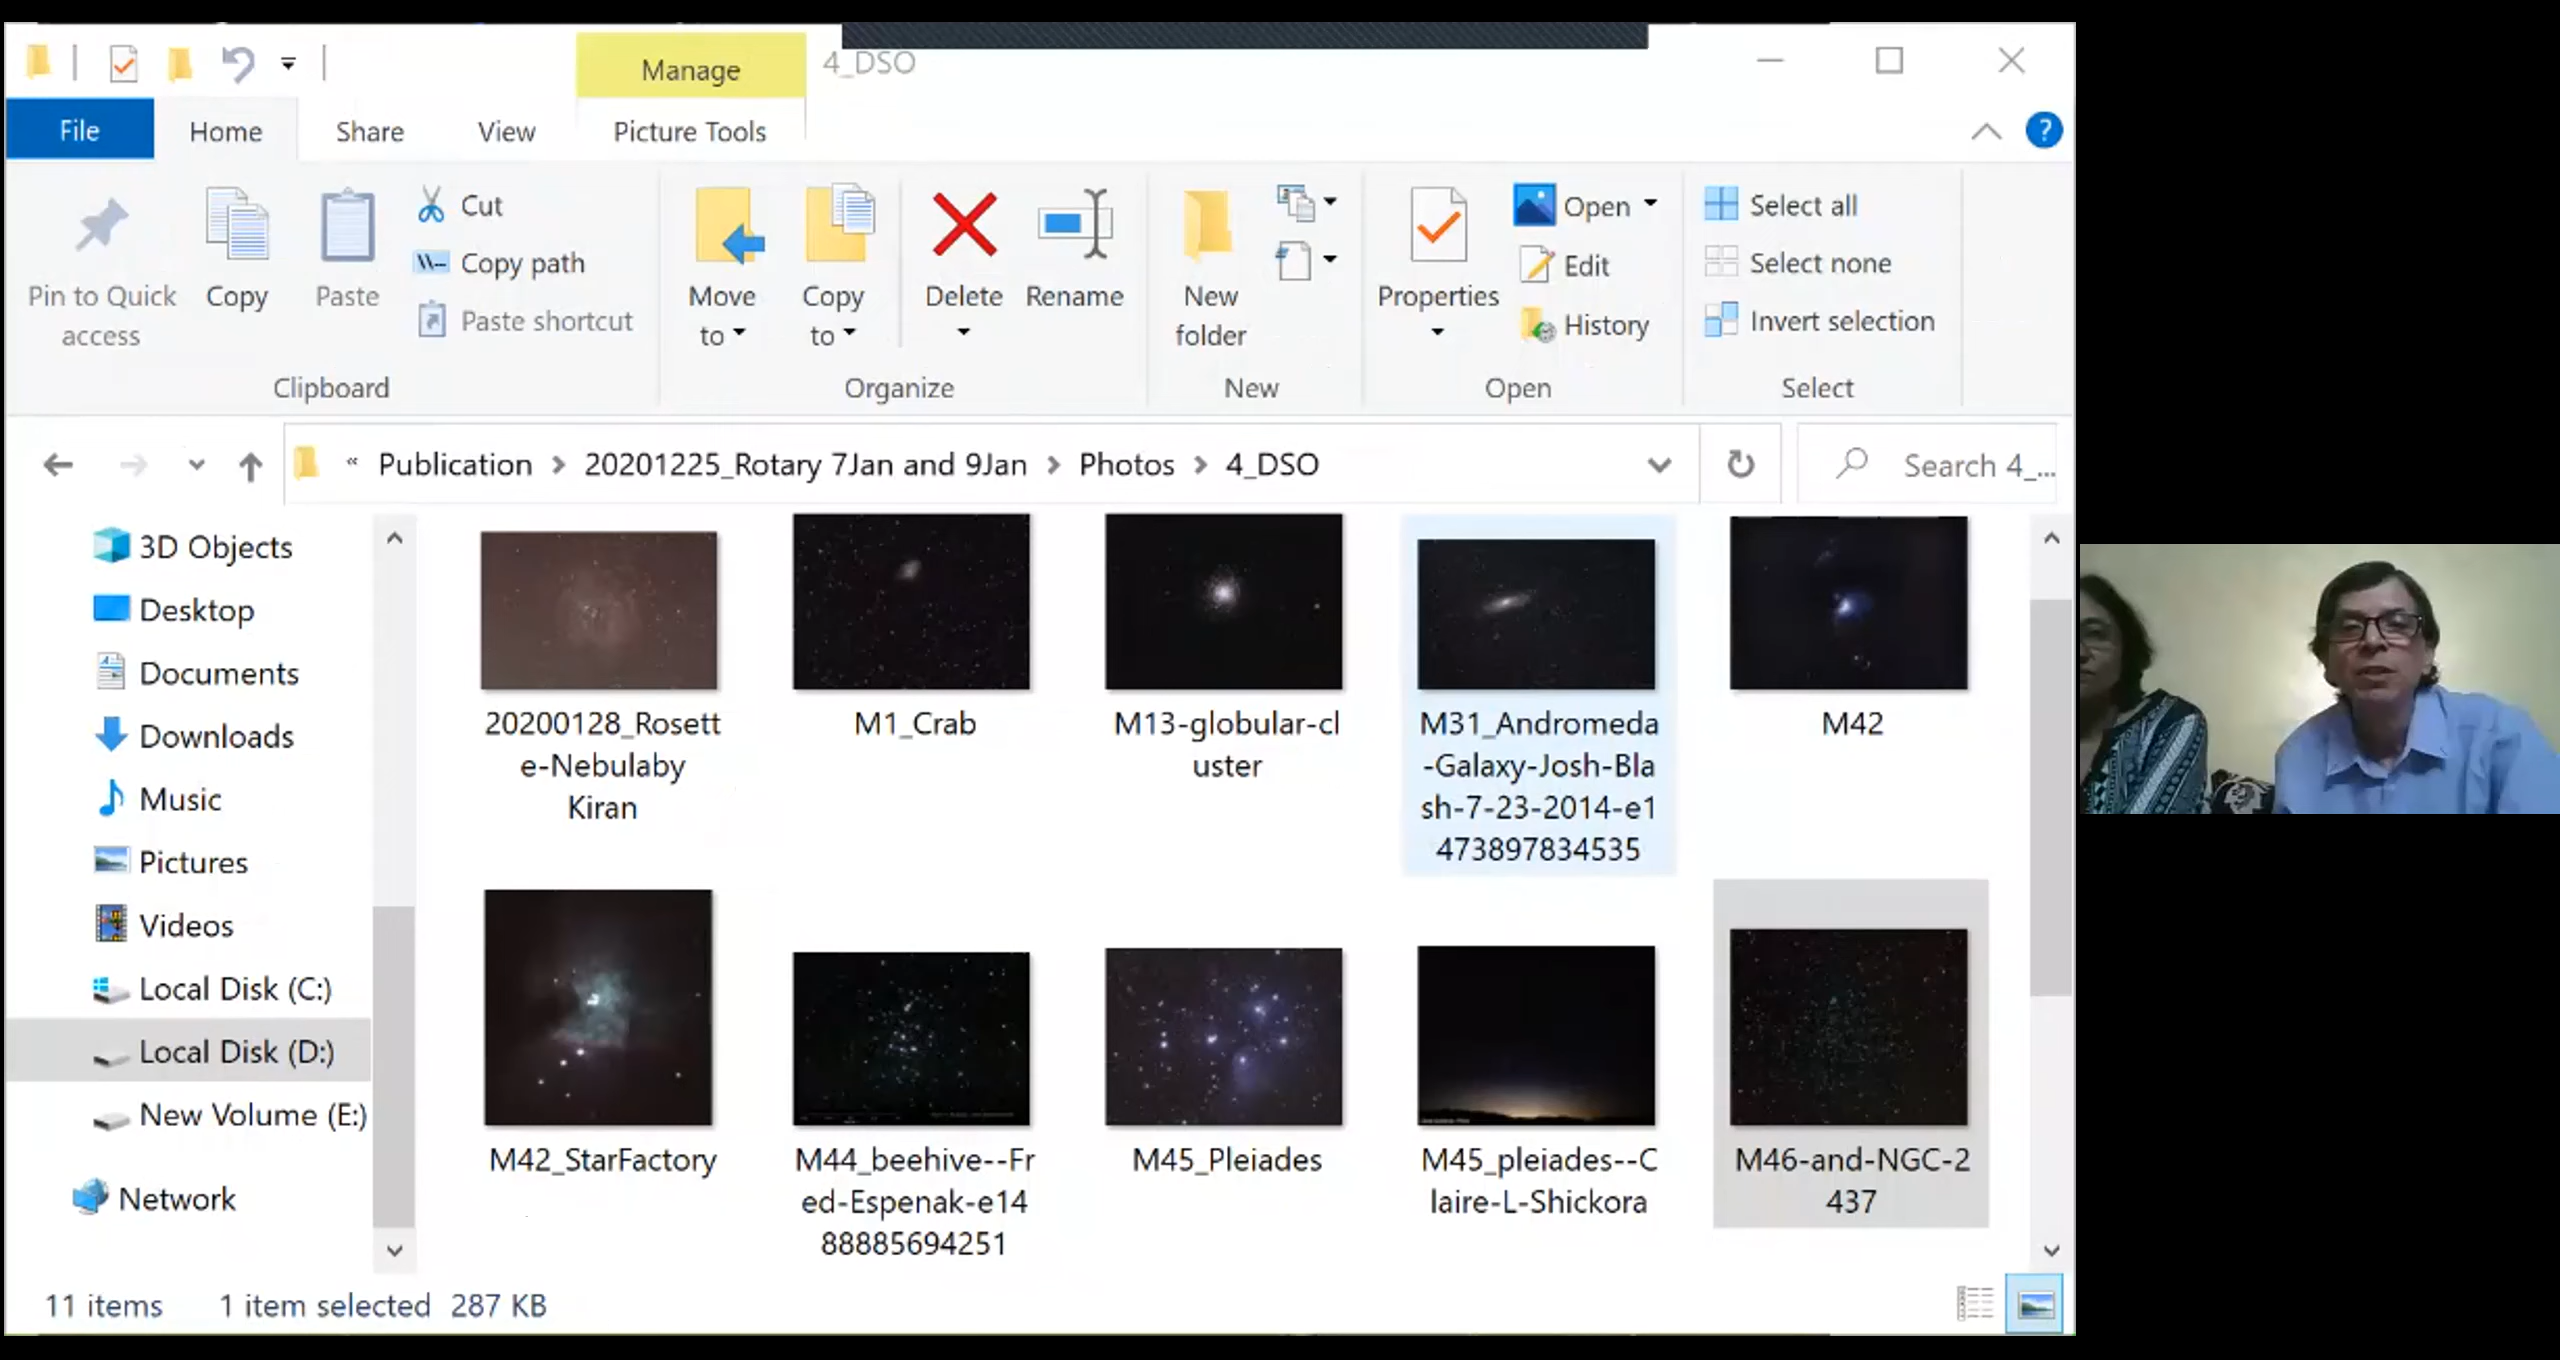 Manage
4_DSO
File
Home
Share
View
Picture Tools
?
Pin to Quick
access
Copy
Paste
Cut
Copy path
Paste shortcut
Clipboard
Move
to
Copy
to
Delete
Rename
Organize
New
folder
New
Properties
Open
Edit
History
Open
Select all
Select none
Invert selection
Select
« Publication > 20201225_Rotary 7Jan and 9Jan > Photos > 4_DSO
Search 4_...
3D Objects
Desktop
Documents
Downloads
Music
Pictures
Videos
Local Disk (C:)
Local Disk (D:)
New Volume (E:)
Network
20200128_Rosett
e-Nebulaby
Kiran
M1_Crab
M13-globular-cl
uster
M31_Andromeda
-Galaxy-Josh-Bla
sh-7-23-2014-e1
473897834535
M42
M42_StarFactory
M44_beehive--Fr
ed-Espenak-e14
88885694251
M45_Pleiades
M45_pleiades--C
laire-L-Shickora
M46-and-NGC-2
437
11 items
1 item selected 287 KB